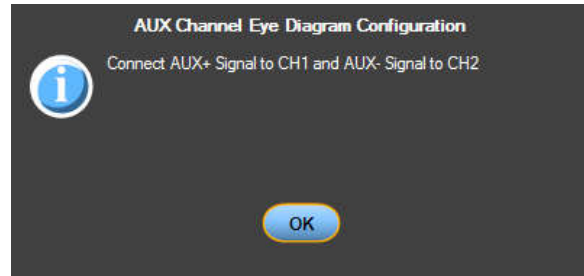 AUX Channel Eye Diagram Configuration
Connect AUX+ Signal to CH1 and AUX- Signal to CH2
OK